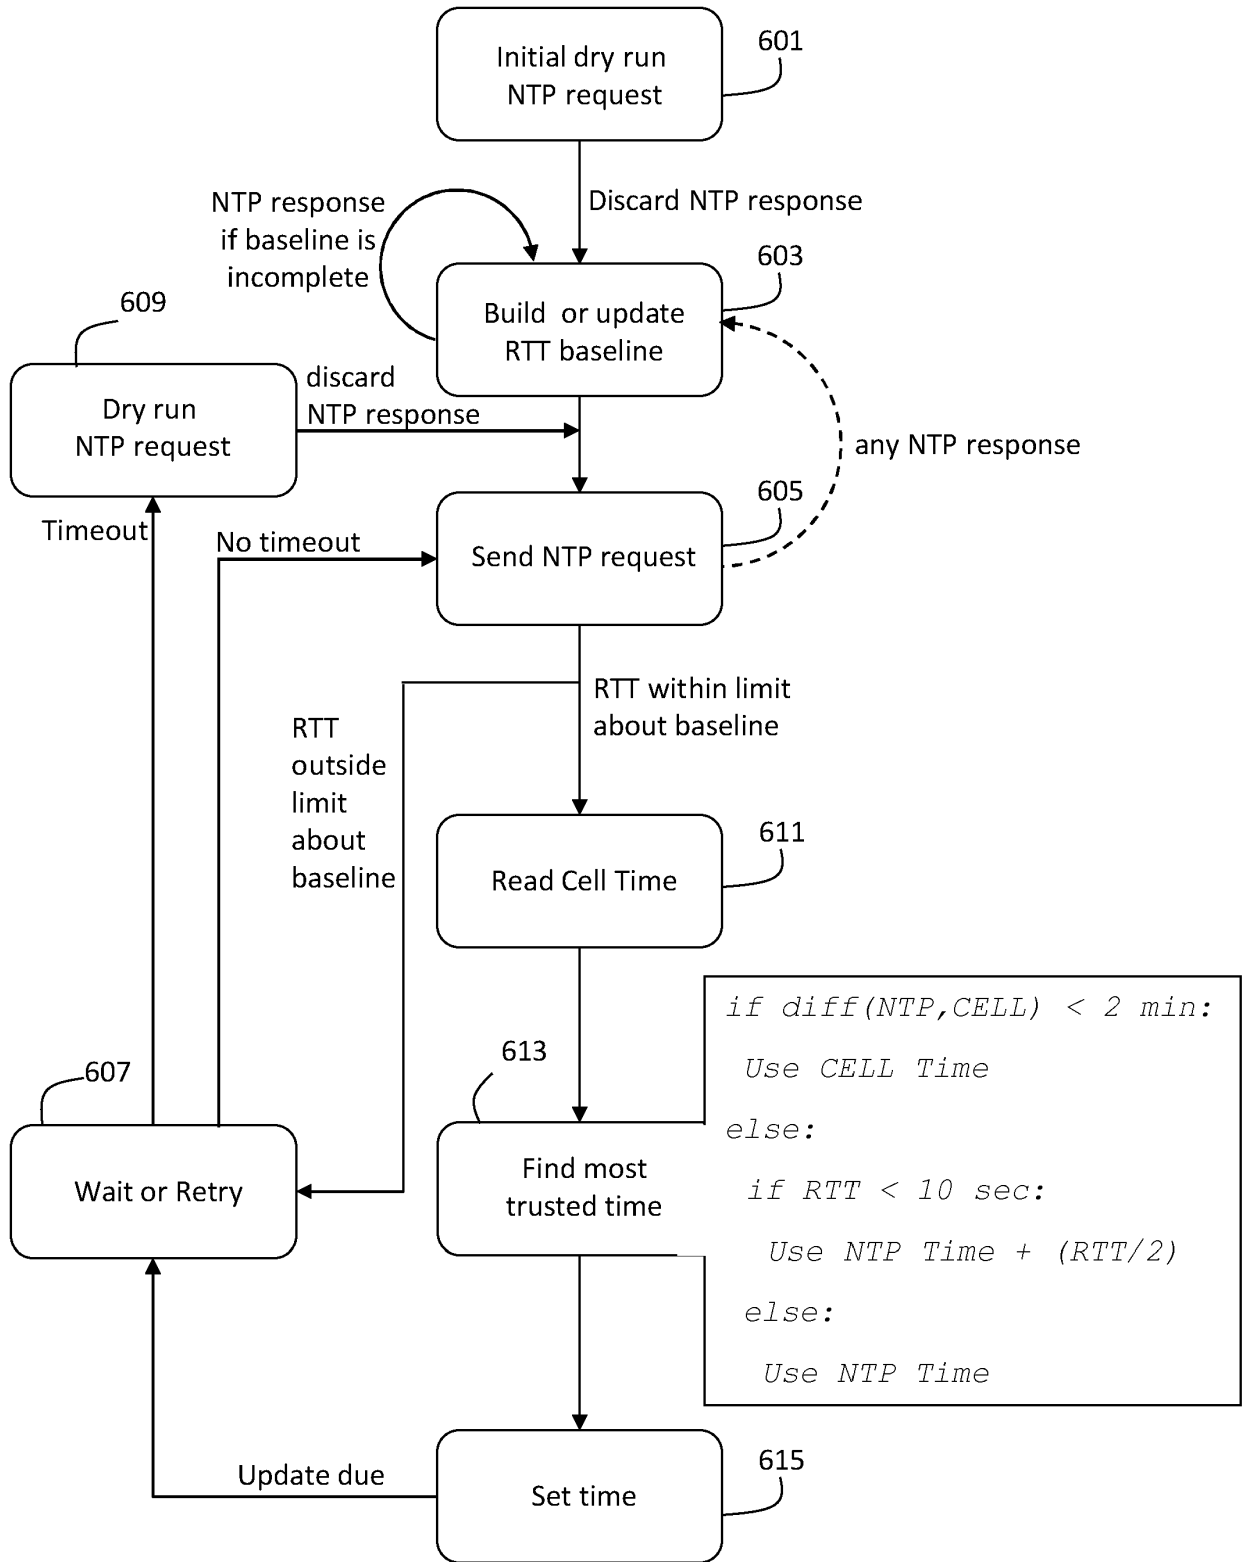 Initial dry run
NTP request
601
Discard NTP response
NTP response
if baseline is
incomplete
603
Build or update
RTT baseline
609
Dry run
NTP request
discard
NTP response
any NTP response
Timeout
No timeout
605
Send NTP request
RTT within limit
about baseline
RTT
outside
limit
about
baseline
611
Read Cell Time
613
Find most
trusted time
if diff(NTP,CELL) < 2 min:
Use CELL Time
else:
if RTT < 10 sec:
Use NTP Time + (RTT/2)
else:
Use NTP Time
607
Wait or Retry
Update due
615
Set time